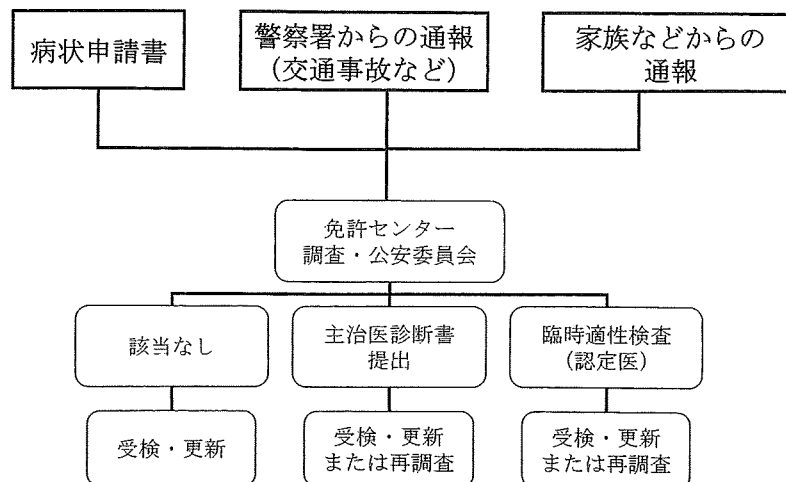 病状申請書
警察署からの通報
(交通事故など)
家族などからの
通報
免許センター
調査・公安委員会
該当なし
主治医診断書
提出
臨時適性検査
(認定医)
受検・更新
受検・更新
または再調査
受検・更新
または再調査